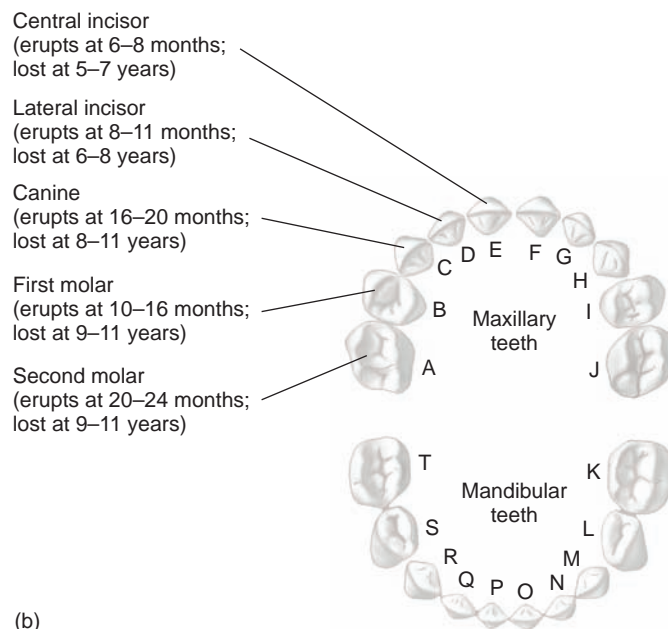 Central incisor
(erupts at 6–8 months;
lost at 5–7 years)
Lateral incisor
(erupts at 8–11 months;
lost at 6–8 years)
Canine
(erupts at 16–20 months;
lost at 8–11 years)
First molar
(erupts at 10–16 months;
lost at 9–11 years)
Second molar
(erupts at 20–24 months;
lost at 9–11 years)
A
B
C
D
E
F
G
H
I
J
Maxillary
teeth
K
L
M
N
O
P
Q
R
S
T
Mandibular
teeth
(b)